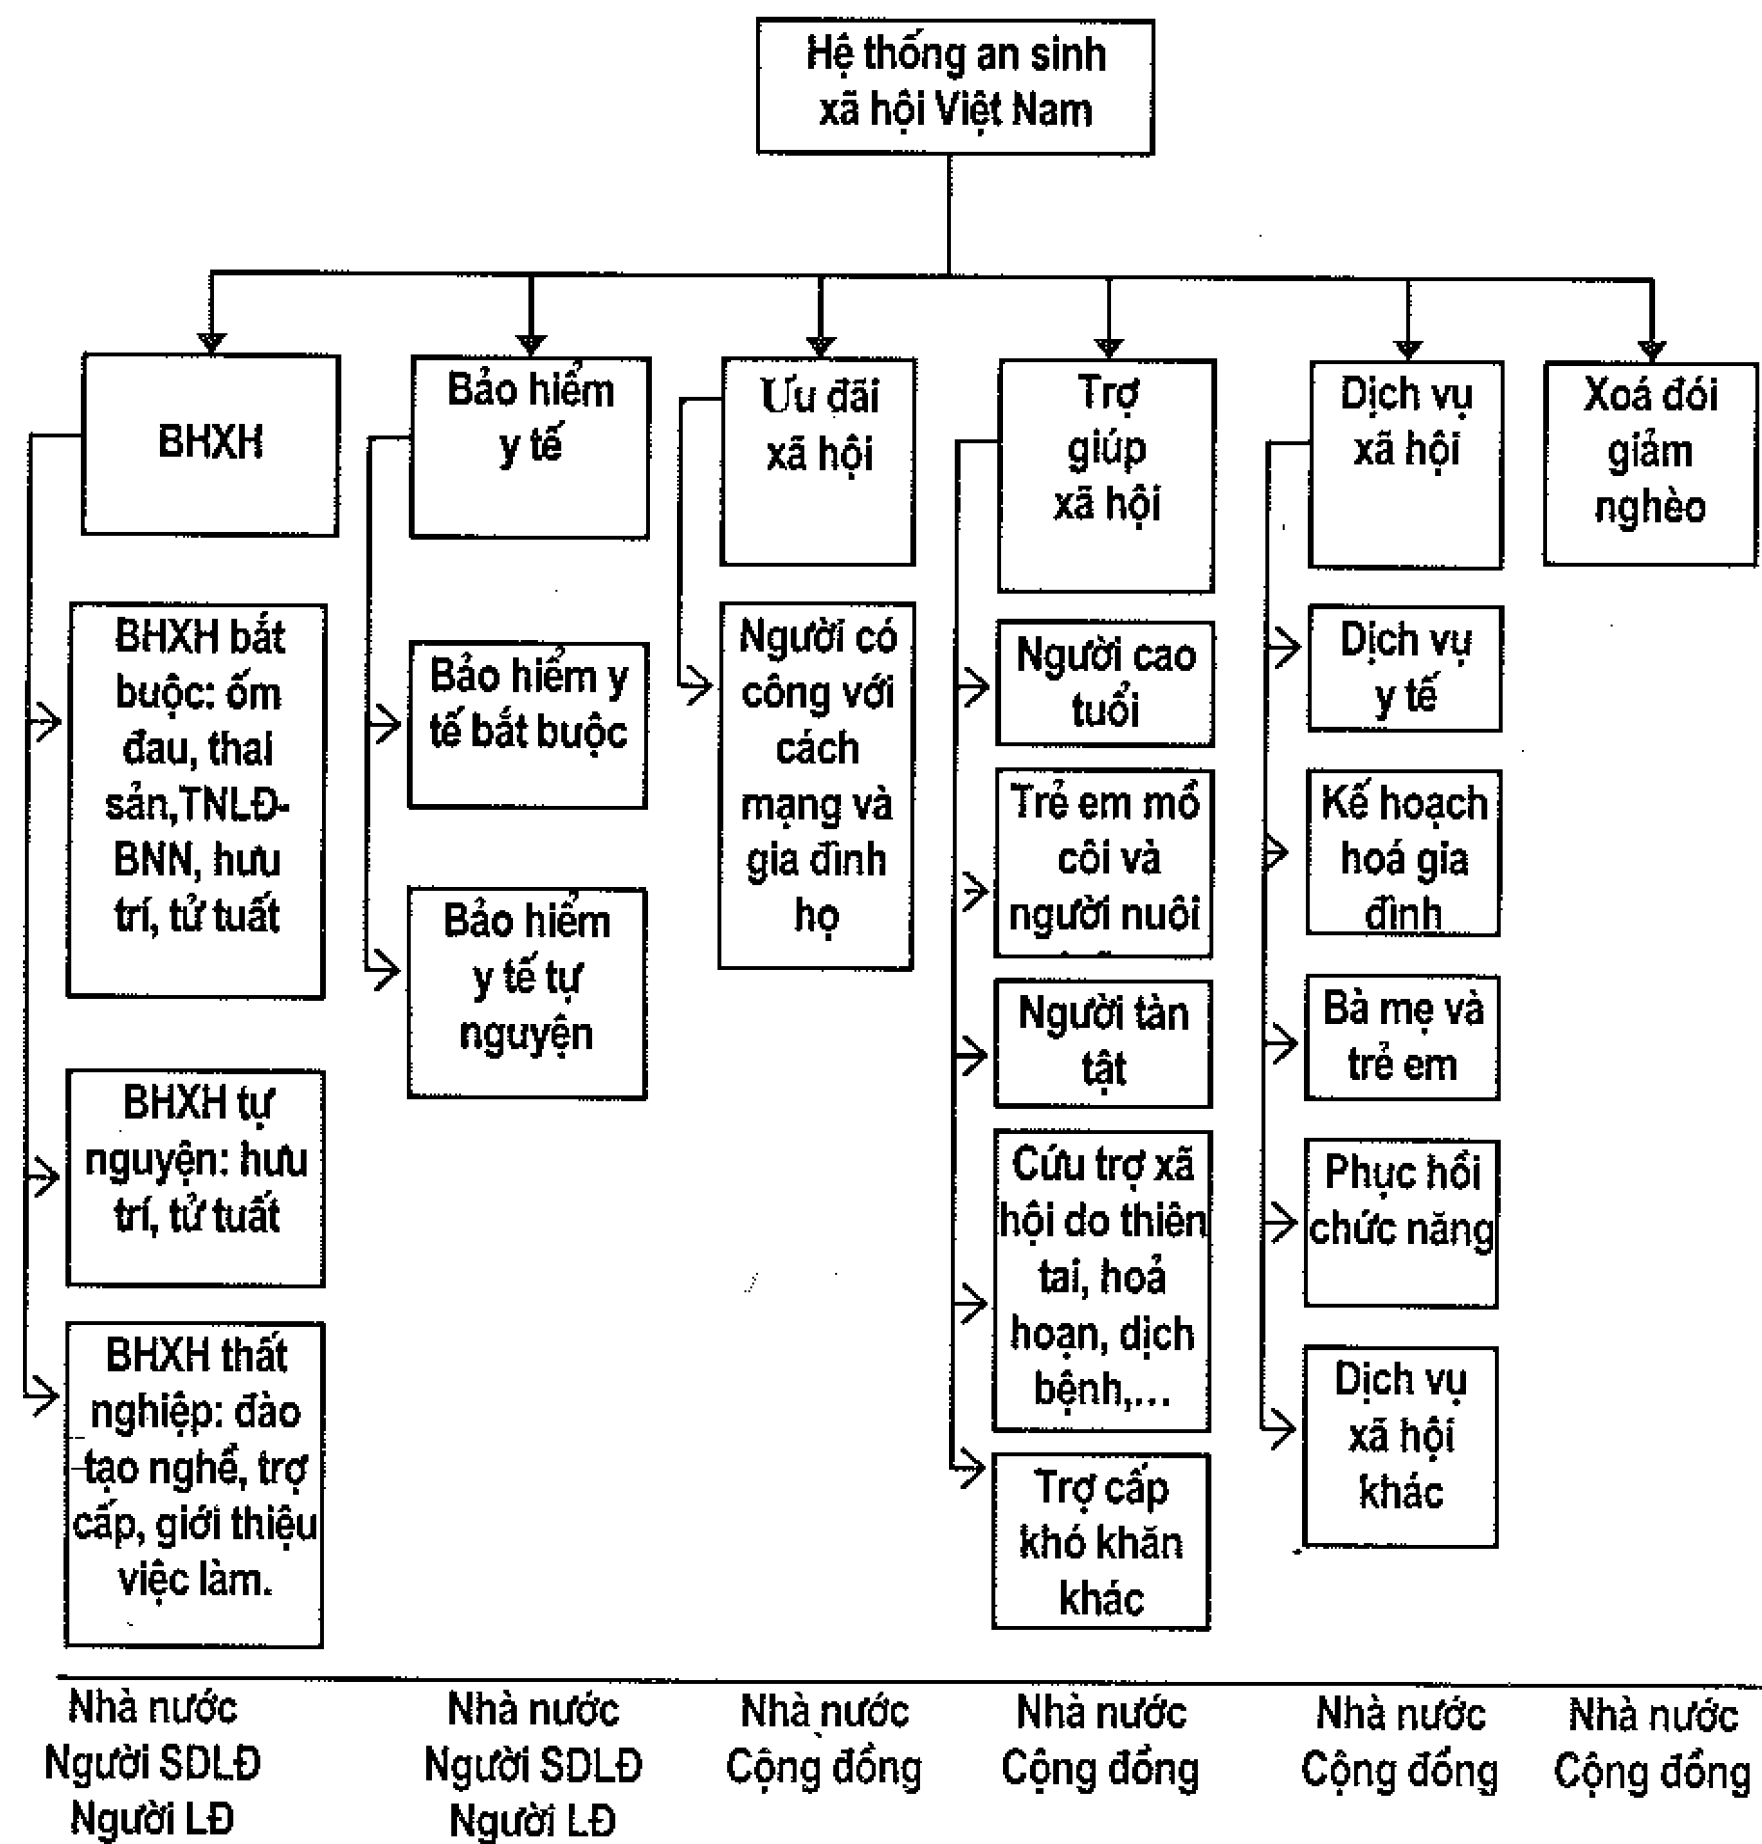 Hệ thống an sinh
xã hội Việt Nam
BHXH
BHXH bắt
buộc: ốm
đau, thai
sản,TNLĐ-
BNN, hưu
trí, tử tuất
BHXH tự
nguyện: hưu
trí, tử tuất
BHXH thất
nghiệp: đào
tạo nghề, trợ
cấp, giới thiệu
việc làm.
Bảo hiểm
y tế
Bảo hiểm y
tế bắt buộc
Bảo hiểm
y tế tự
nguyện
Ưu đãi
xã hội
Người có
công với
cách
mạng và
gia đình
họ
Trợ
giúp
xã hội
Người cao
tuổi
Trẻ em mồ
côi và
người nuôi
Người tàn
tật
Cứu trợ xã
hội do thiên
tai, hoả
hoạn, dịch
bệnh,...
Trợ cấp
khó khăn
khác
Dịch vụ
xã hội
Dịch vụ
y tế
Kế hoạch
hoá gia
đình
Bà mẹ và
trẻ em
Phục hồi
chức năng
Dịch vụ
xã hội
khác
Xoá đói
giảm
nghèo
Nhà nước
Người SDLĐ
Người LĐ
Nhà nước
Người SDLĐ
Người LĐ
Nhà nước
Cộng đồng
Nhà nước
Cộng đồng
Nhà nước
Cộng đồng
Nhà nước
Cộng đồng